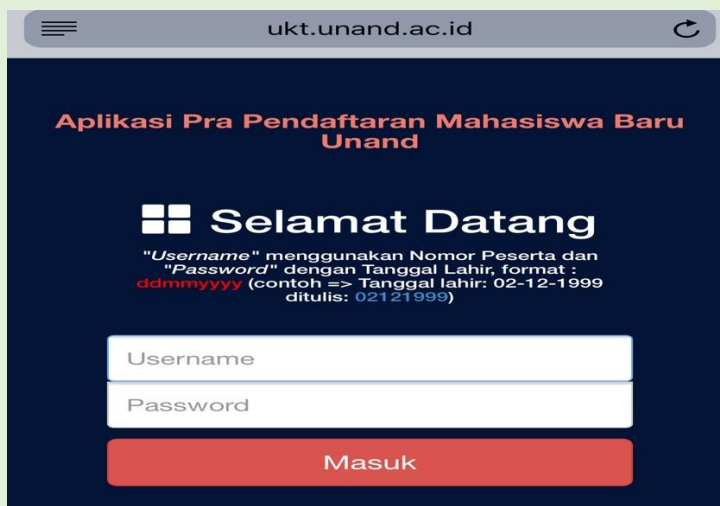 ukt.unand.ac.id
Aplikasi Pra Pendaftaran Mahasiswa Baru
Unand
Selamat Datang
"Username" menggunakan Nomor Peserta dan
"Password" dengan Tanggal Lahir, format :
ddmmyyyy (contoh => Tanggal lahir: 02-12-1999
ditulis: 02121999)
Username
Password
Masuk